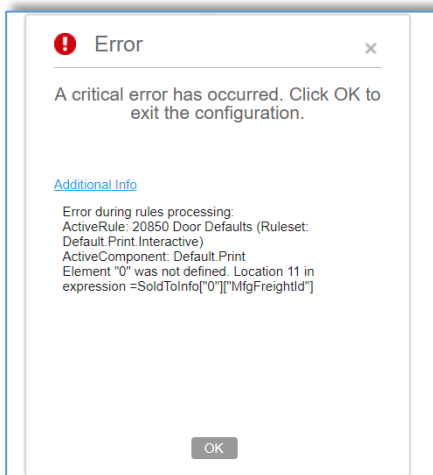 Error
A critical error has occurred. Click OK to
exit the configuration.
Additional Info
Error during rules processing:
ActiveRule: 20850 Door Defaults (Ruleset:
Default.Print.Interactive)
ActiveComponent: Default.Print
Element "0" was not defined. Location 11 in
expression =SoldToInfo["0"]["MfgFreightId"]
OK